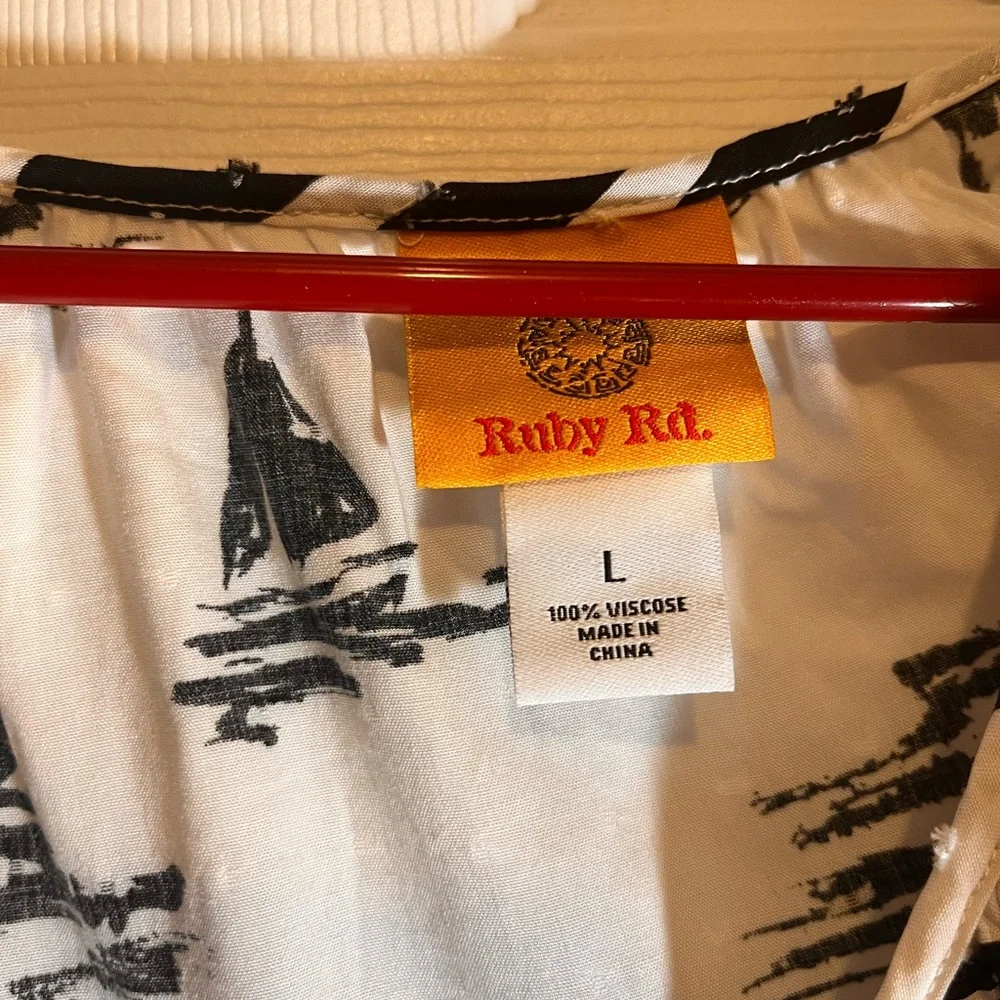 Ruby Rd.
L
100% VISCOSE
MADE IN
CHINA